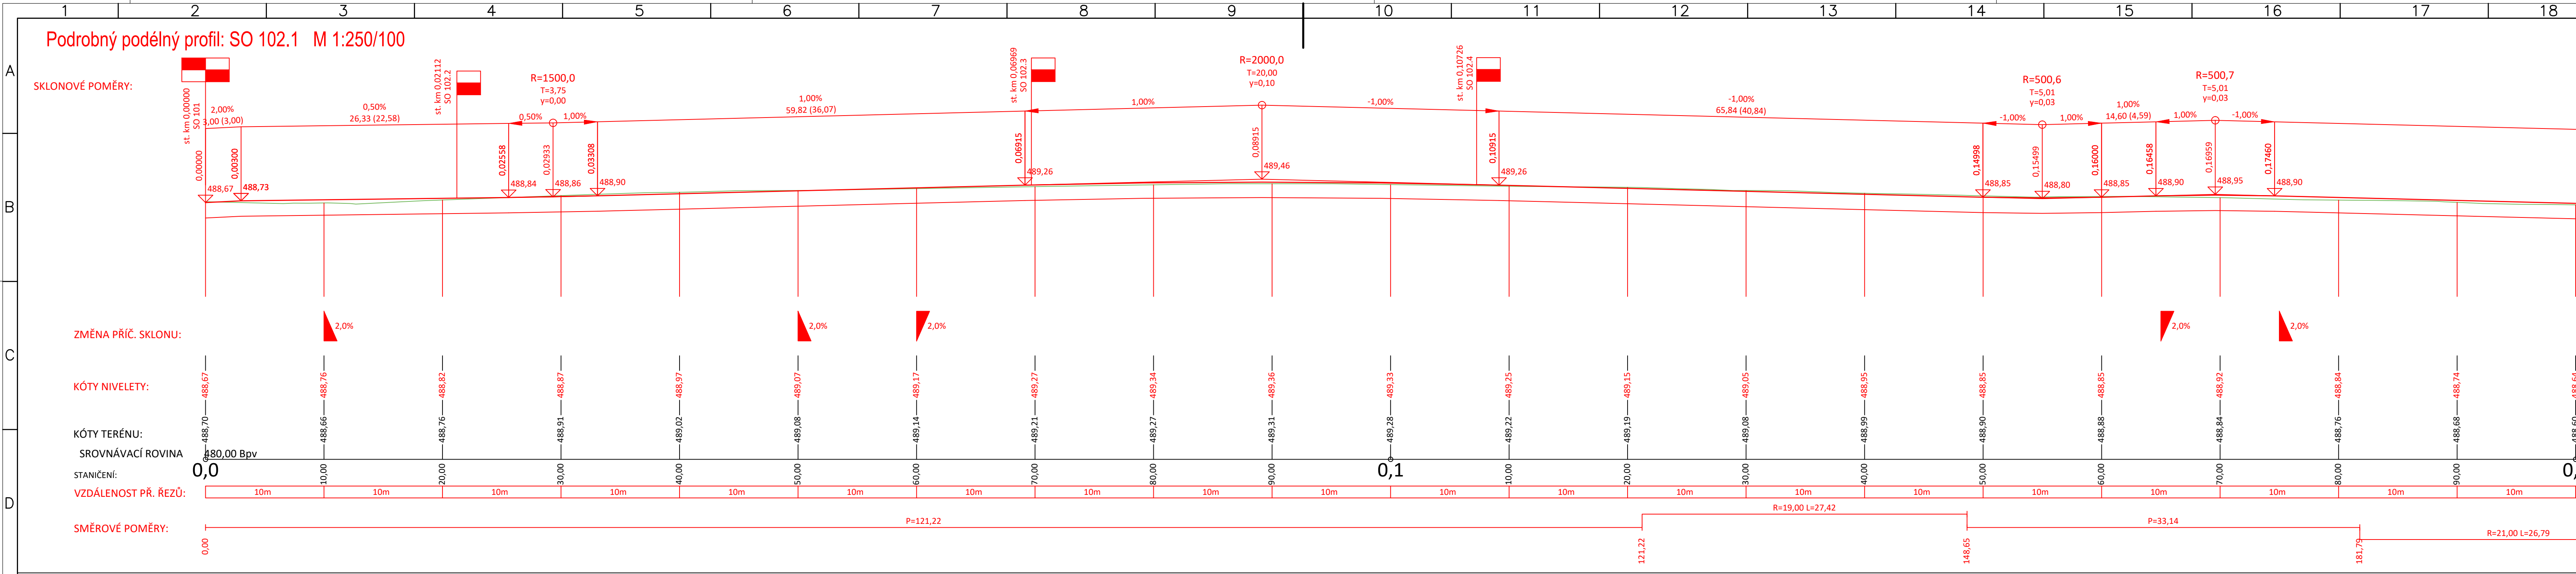 1 2 3 4 5 6 7 8 9 10 11 12 13 14 15 16 17 18
A
B
C
D
Podrobný podélný profil: SO 102.1 M 1:250/100
SKLONOVÉ POMĚRY:
st. km 0,00000
SO 101
2,00%
3,00 (3,00)
0,50%
26,33 (22,58)
st. km 0,02112
SO 102.2
R=1500,0
T=3,75
y=0,00
0,50% 1,00%
1,00%
59,82 (36,07)
st. km 0,06969
SO 102.3
1,00%
R=2000,0
T=20,00
y=0,10
-1,00%
st. km 0,10726
SO 102.4
-1,00%
65,84 (40,84)
R=500,6
T=5,01
y=0,03
-1,00% 1,00%
1,00%
14,60 (4,59)
R=500,7
T=5,01
y=0,03
1,00% -1,00%
0,00000 0,00300 0,02558 0,02933 0,03308 0,06915 0,08915 0,10915 0,14998 0,15499 0,16000 0,16458 0,16959 0,17460
488,67 488,73 488,84 488,86 488,90 489,26 489,46 489,26 488,85 488,80 488,85 488,90 488,95 488,90
ZMĚNA PŘÍČ. SKLONU:
2,0% 2,0% 2,0% 2,0% 2,0%
KÓTY NIVELETY:
488,67 488,76 488,82 488,87 488,97 489,07 489,17 489,27 489,34 489,36 489,33 489,25 489,15 489,05 488,95 488,85 488,85 488,92 488,84 488,74 488,64
KÓTY TERÉNU:
488,70 488,66 488,76 488,91 489,02 489,08 489,14 489,21 489,27 489,31 489,28 489,22 489,19 489,08 488,99 488,90 488,88 488,84 488,76 488,68 488,60
SROVNÁVACÍ ROVINA 480,00 Bpv
STANIČENÍ:
0,0 10,00 20,00 30,00 40,00 50,00 60,00 70,00 80,00 90,00 0,1 10,00 20,00 30,00 40,00 50,00 60,00 70,00 80,00 90,00 0,
VZDÁLENOST PŘ. ŘEZŮ:
10m 10m 10m 10m 10m 10m 10m 10m 10m 10m 10m 10m 10m 10m 10m 10m 10m 10m 10m 10m
SMĚROVÉ POMĚRY:
P=121,22 R=19,00 L=27,42 P=33,14 R=21,00 L=26,79
0,00 121,22 148,65 181,79